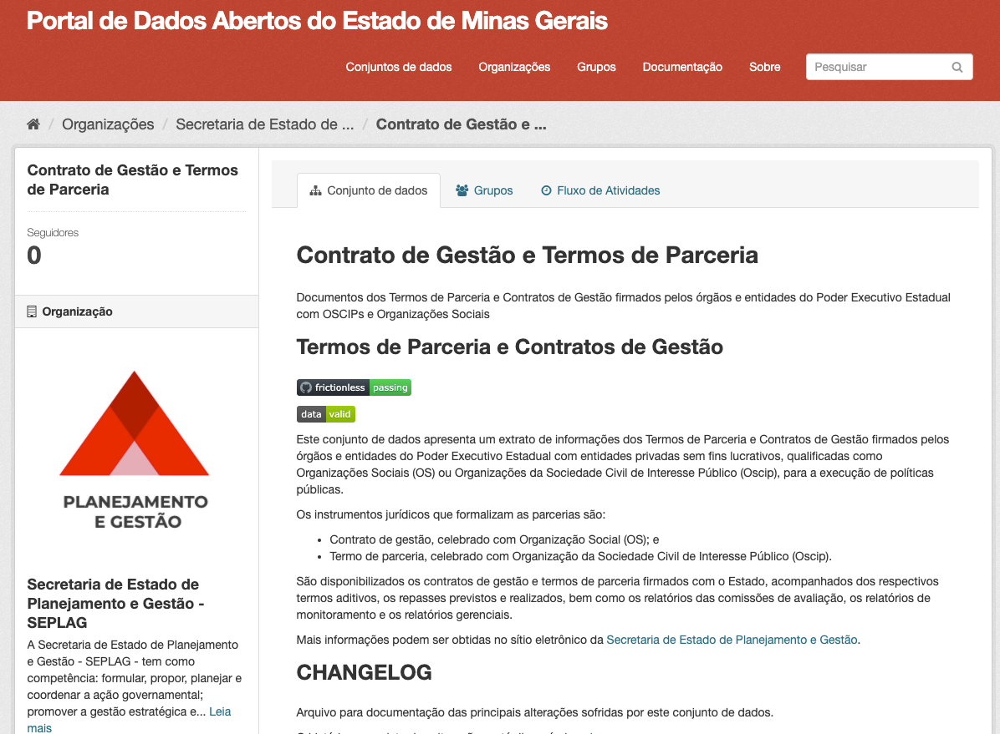 Portal de Dados Abertos do Estado de Minas Gerais
Conjuntos de dados Organizações Grupos Documentação Sobre Pesquisar
/ Organizações / Secretaria de Estado de ... / Contrato de Gestão e ...
Contrato de Gestão e Termos
de Parceria
Seguidores
0
Organização
PLANEJAMENTO
E GESTÃO
Secretaria de Estado de
Planejamento e Gestão -
SEPLAG
A Secretaria de Estado de Planejamento
e Gestão - SEPLAG - tem como
competência: formular, propor, planejar e
coordenar a ação governamental;
promover a gestão estratégica e... Leia
mais
Conjunto de dados Grupos Fluxo de Atividades
Contrato de Gestão e Termos de Parceria
Documentos dos Termos de Parceria e Contratos de Gestão firmados pelos órgãos e entidades do Poder Executivo Estadual
com OSCIPs e Organizações Sociais
Termos de Parceria e Contratos de Gestão
frictionless passing
data valid
Este conjunto de dados apresenta um extrato de informações dos Termos de Parceria e Contratos de Gestão firmados pelos
órgãos e entidades do Poder Executivo Estadual com entidades privadas sem fins lucrativos, qualificadas como
Organizações Sociais (OS) ou Organizações da Sociedade Civil de Interesse Público (Oscip), para a execução de políticas
públicas.
Os instrumentos jurídicos que formalizam as parcerias são:
• Contrato de gestão, celebrado com Organização Social (OS); e
• Termo de parceria, celebrado com Organização da Sociedade Civil de Interesse Público (Oscip).
São disponibilizados os contratos de gestão e termos de parceria firmados com o Estado, acompanhados dos respectivos
termos aditivos, os repasses previstos e realizados, bem como os relatórios das comissões de avaliação, os relatórios de
monitoramento e os relatórios gerenciais.
Mais informações podem ser obtidas no sítio eletrônico da Secretaria de Estado de Planejamento e Gestão.
CHANGELOG
Arquivo para documentação das principais alterações sofridas por este conjunto de dados.